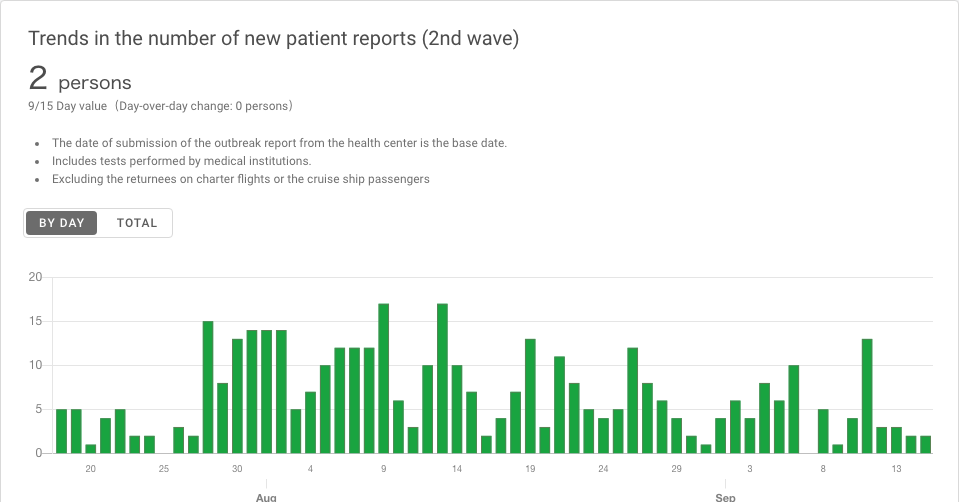 Trends in the number of new patient reports (2nd wave)
2 persons
9/15 Day value（Day-over-day change: 0 persons）
• The date of submission of the outbreak report from the health center is the base date.
• Includes tests performed by medical institutions.
• Excluding the returnees on charter flights or the cruise ship passengers
BY DAY TOTAL
20
15
10
5
0
20 25 30 4 9 14 19 24 29 3 8 13
Aug Sep